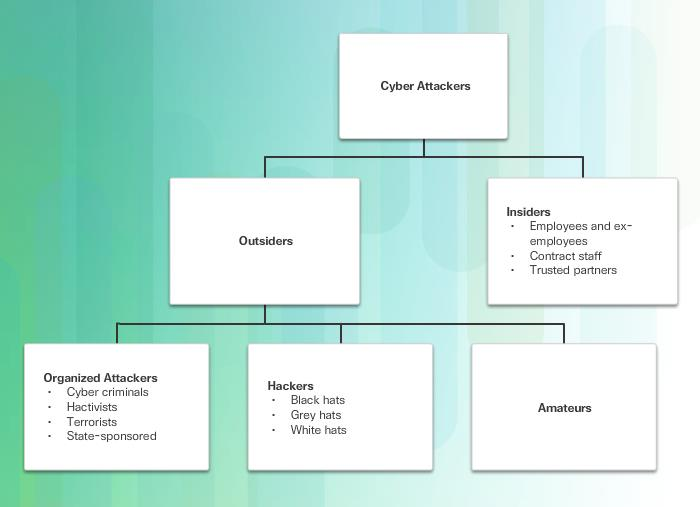 Cyber Attackers
Outsiders
Insiders
• Employees and ex-
employees
• Contract staff
• Trusted partners
Organized Attackers
• Cyber criminals
• Hactivists
• Terrorists
• State-sponsored
Hackers
• Black hats
• Grey hats
• White hats
Amateurs